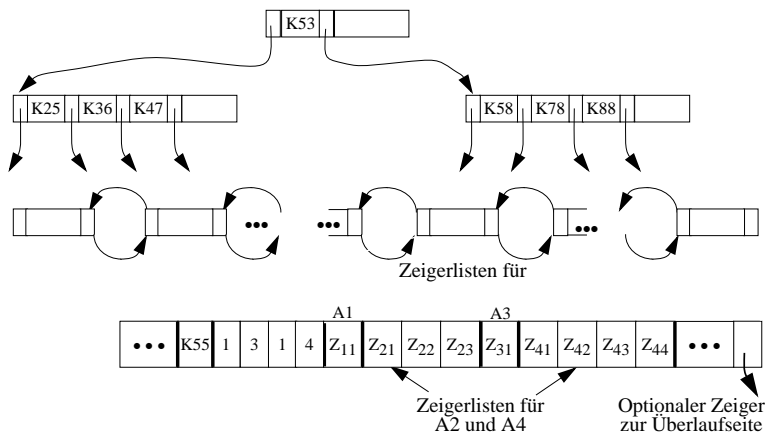 K53
K25 K36 K47
K58 K78 K88
••• ••• •••
Zeigerlisten für
A1 A3
••• K55 1 3 1 4 Z11 Z21 Z22 Z23 Z31 Z41 Z42 Z43 Z44 •••
Zeigerlisten für
A2 und A4
Optionaler Zeiger
zur Überlaufseite